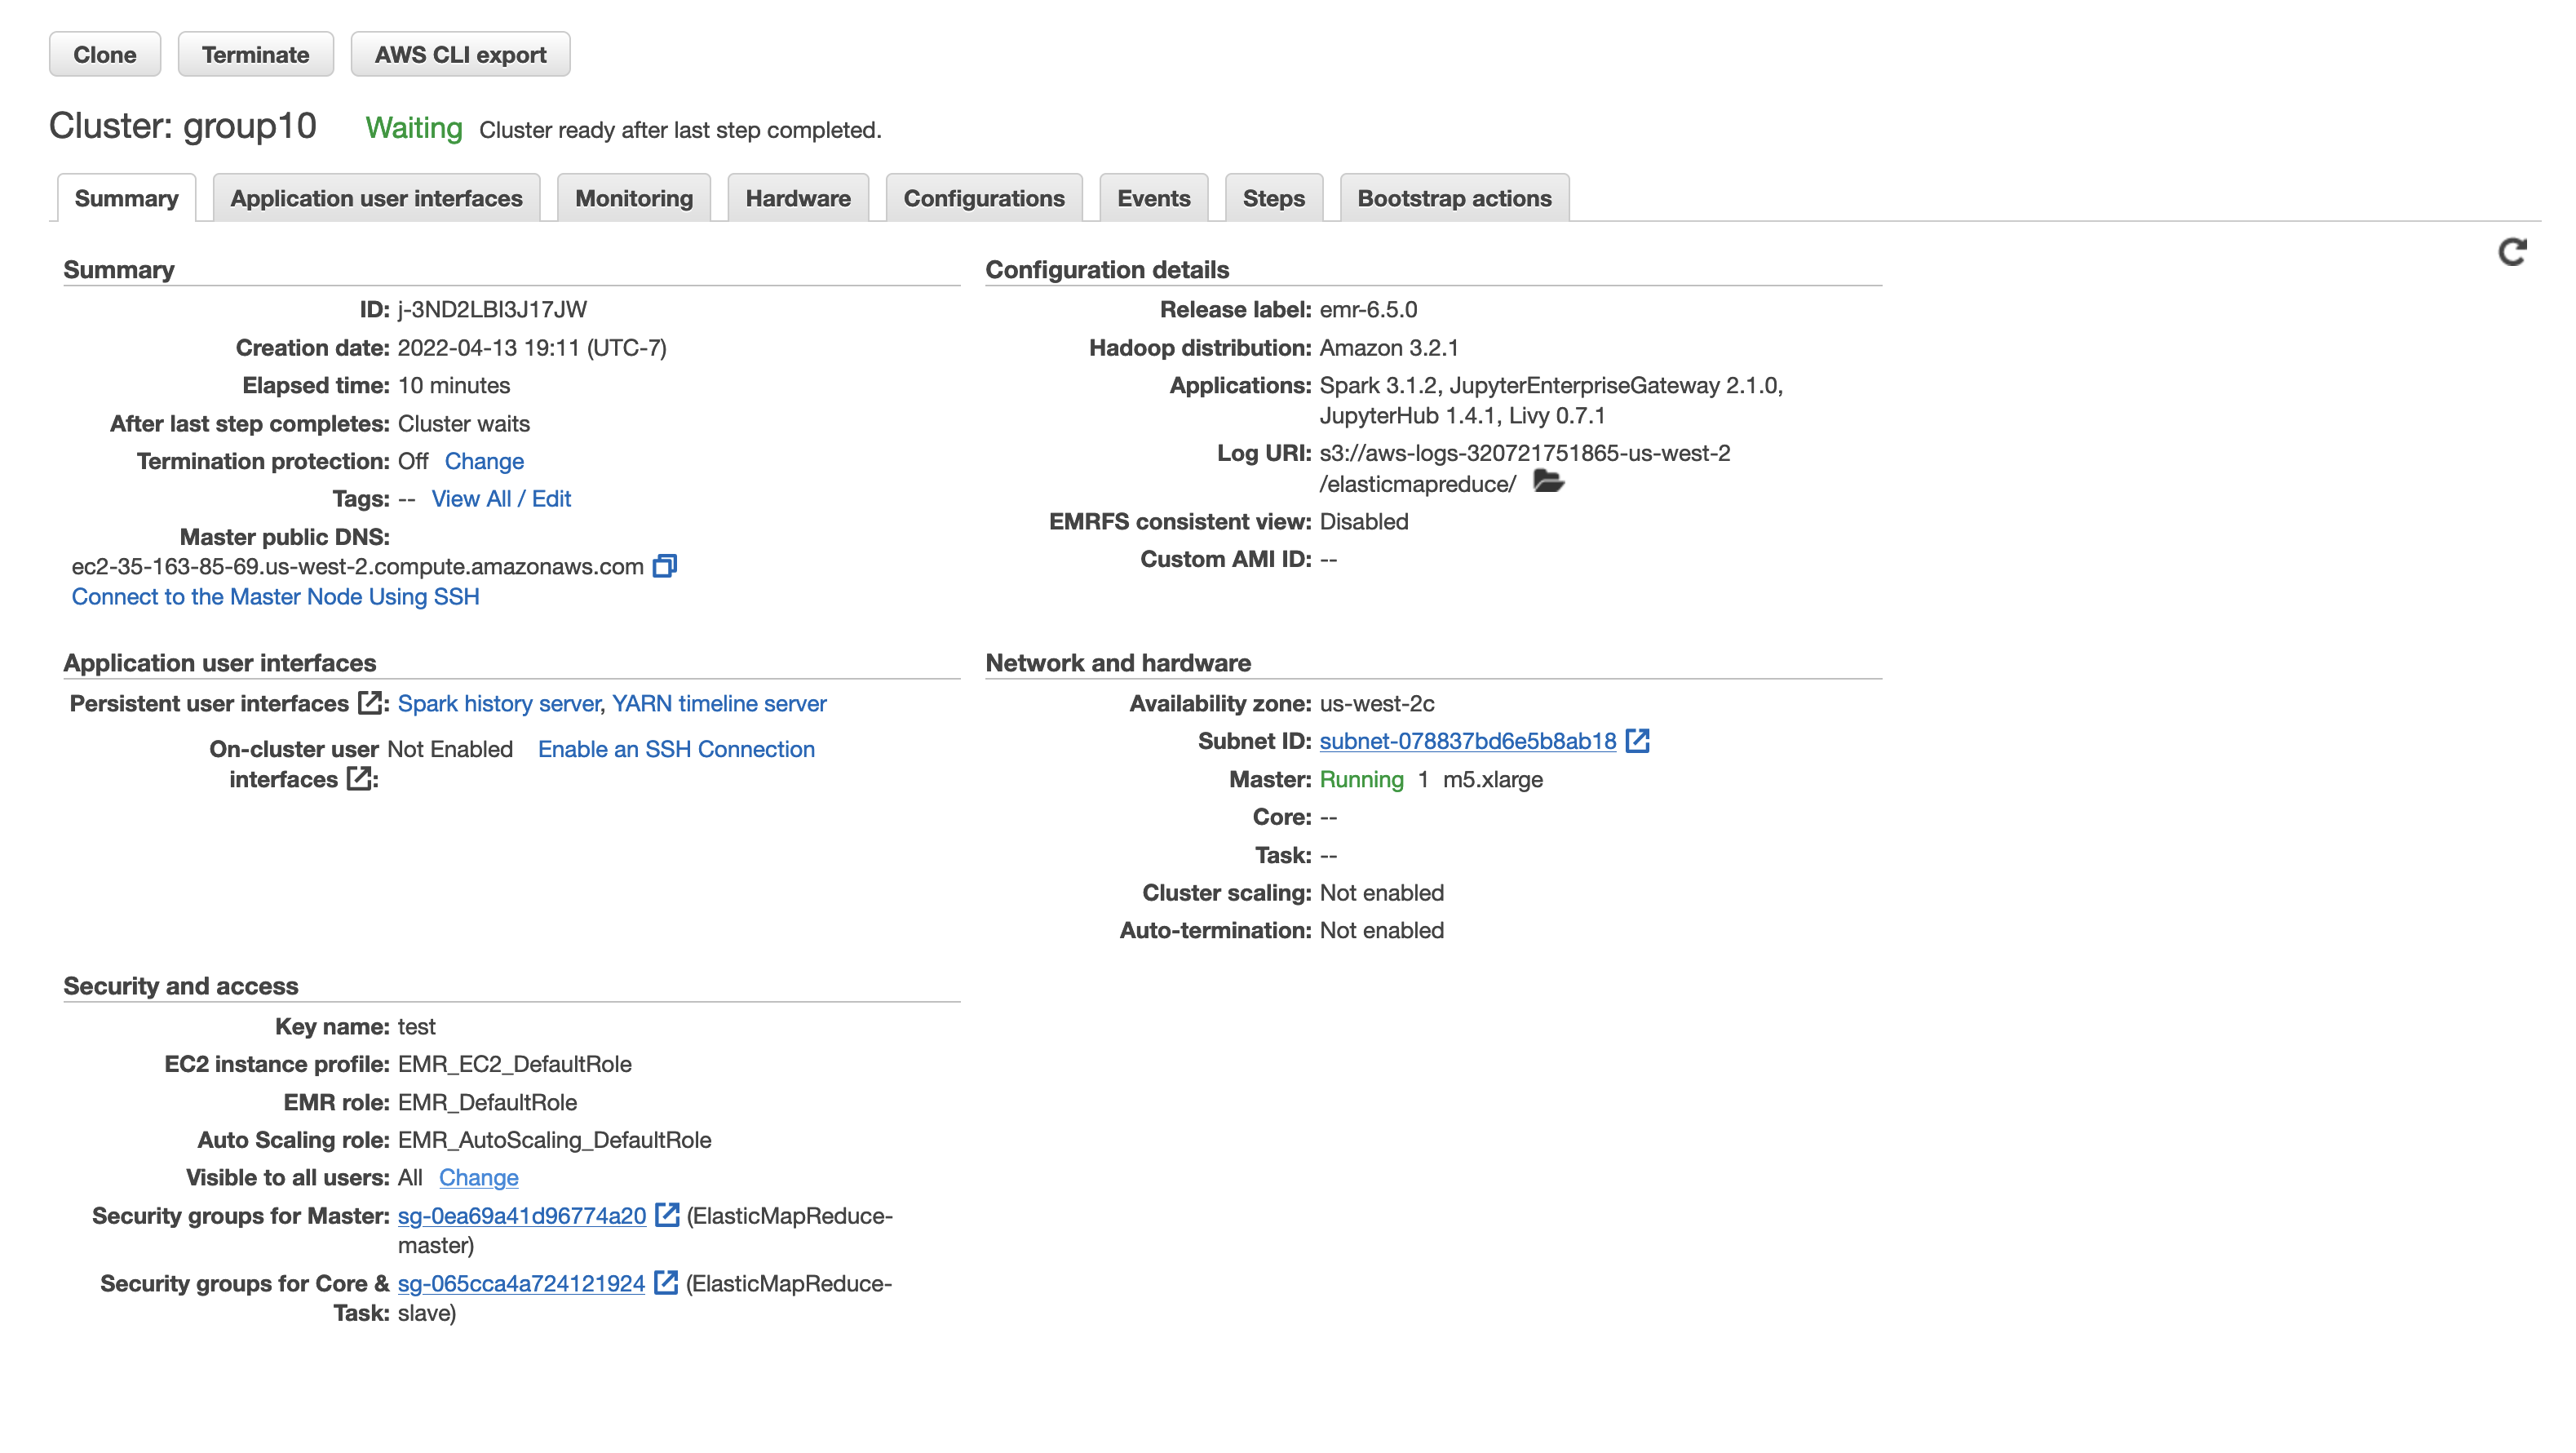 Clone Terminate AWS CLI export
Cluster: group10 Waiting Cluster ready after last step completed.
Summary Application user interfaces Monitoring Hardware Configurations Events Steps Bootstrap actions
Summary
ID: j-3ND2LBI3J17JW
Creation date: 2022-04-13 19:11 (UTC-7)
Elapsed time: 10 minutes
After last step completes: Cluster waits
Termination protection: Off Change
Tags: -- View All / Edit
Master public DNS:
ec2-35-163-85-69.us-west-2.compute.amazonaws.com
Connect to the Master Node Using SSH
Configuration details
Release label: emr-6.5.0
Hadoop distribution: Amazon 3.2.1
Applications: Spark 3.1.2, JupyterEnterpriseGateway 2.1.0,
JupyterHub 1.4.1, Livy 0.7.1
Log URI: s3://aws-logs-320721751865-us-west-2
/elasticmapreduce/
EMRFS consistent view: Disabled
Custom AMI ID: --
Application user interfaces
Persistent user interfaces : Spark history server, YARN timeline server
On-cluster user Not Enabled Enable an SSH Connection
interfaces :
Network and hardware
Availability zone: us-west-2c
Subnet ID: subnet-078837bd6e5b8ab18
Master: Running 1 m5.xlarge
Core: --
Task: --
Cluster scaling: Not enabled
Auto-termination: Not enabled
Security and access
Key name: test
EC2 instance profile: EMR_EC2_DefaultRole
EMR role: EMR_DefaultRole
Auto Scaling role: EMR_AutoScaling_DefaultRole
Visible to all users: All Change
Security groups for Master: sg-0ea69a41d96774a20 (ElasticMapReduce-
master)
Security groups for Core & sg-065cca4a724121924 (ElasticMapReduce-
Task: slave)